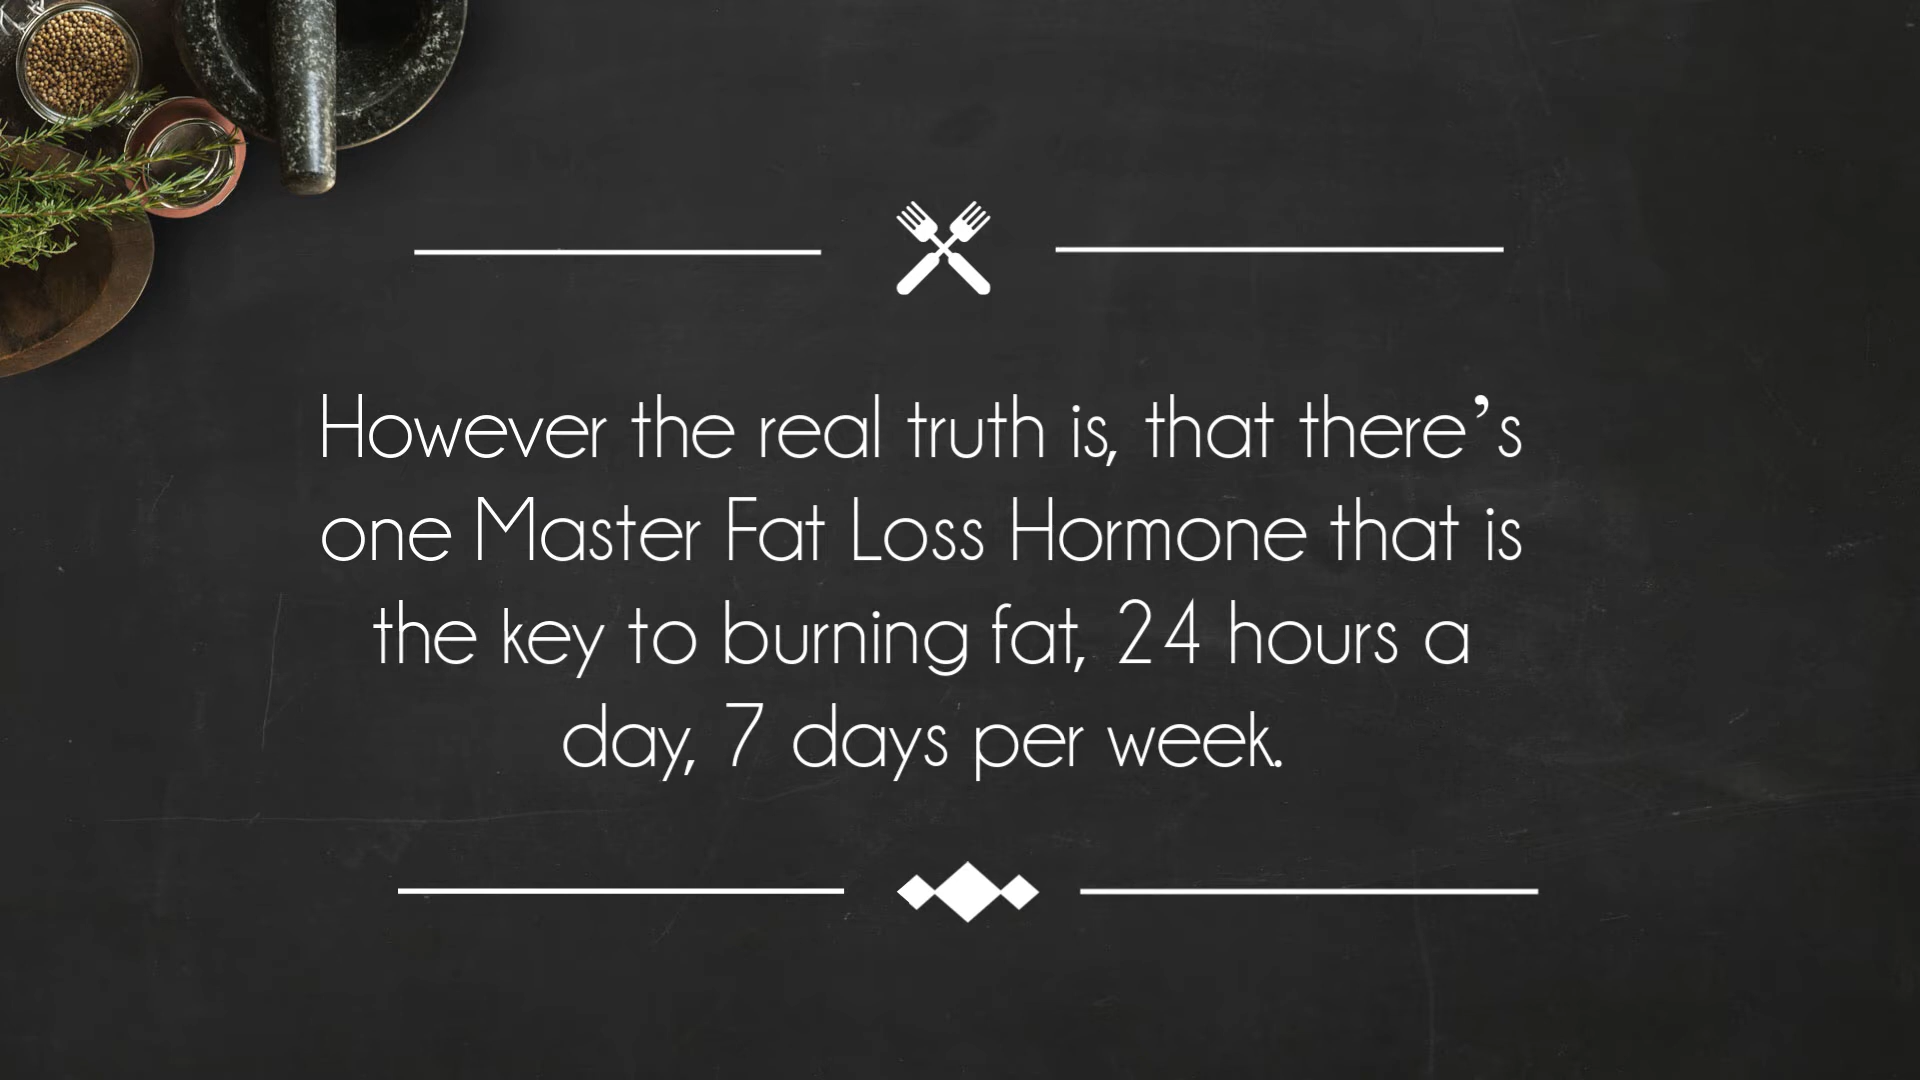 However the real truth is, that there’s
one Master Fat Loss Hormone that is
the key to burning fat, 24 hours a
day, 7 days per week.